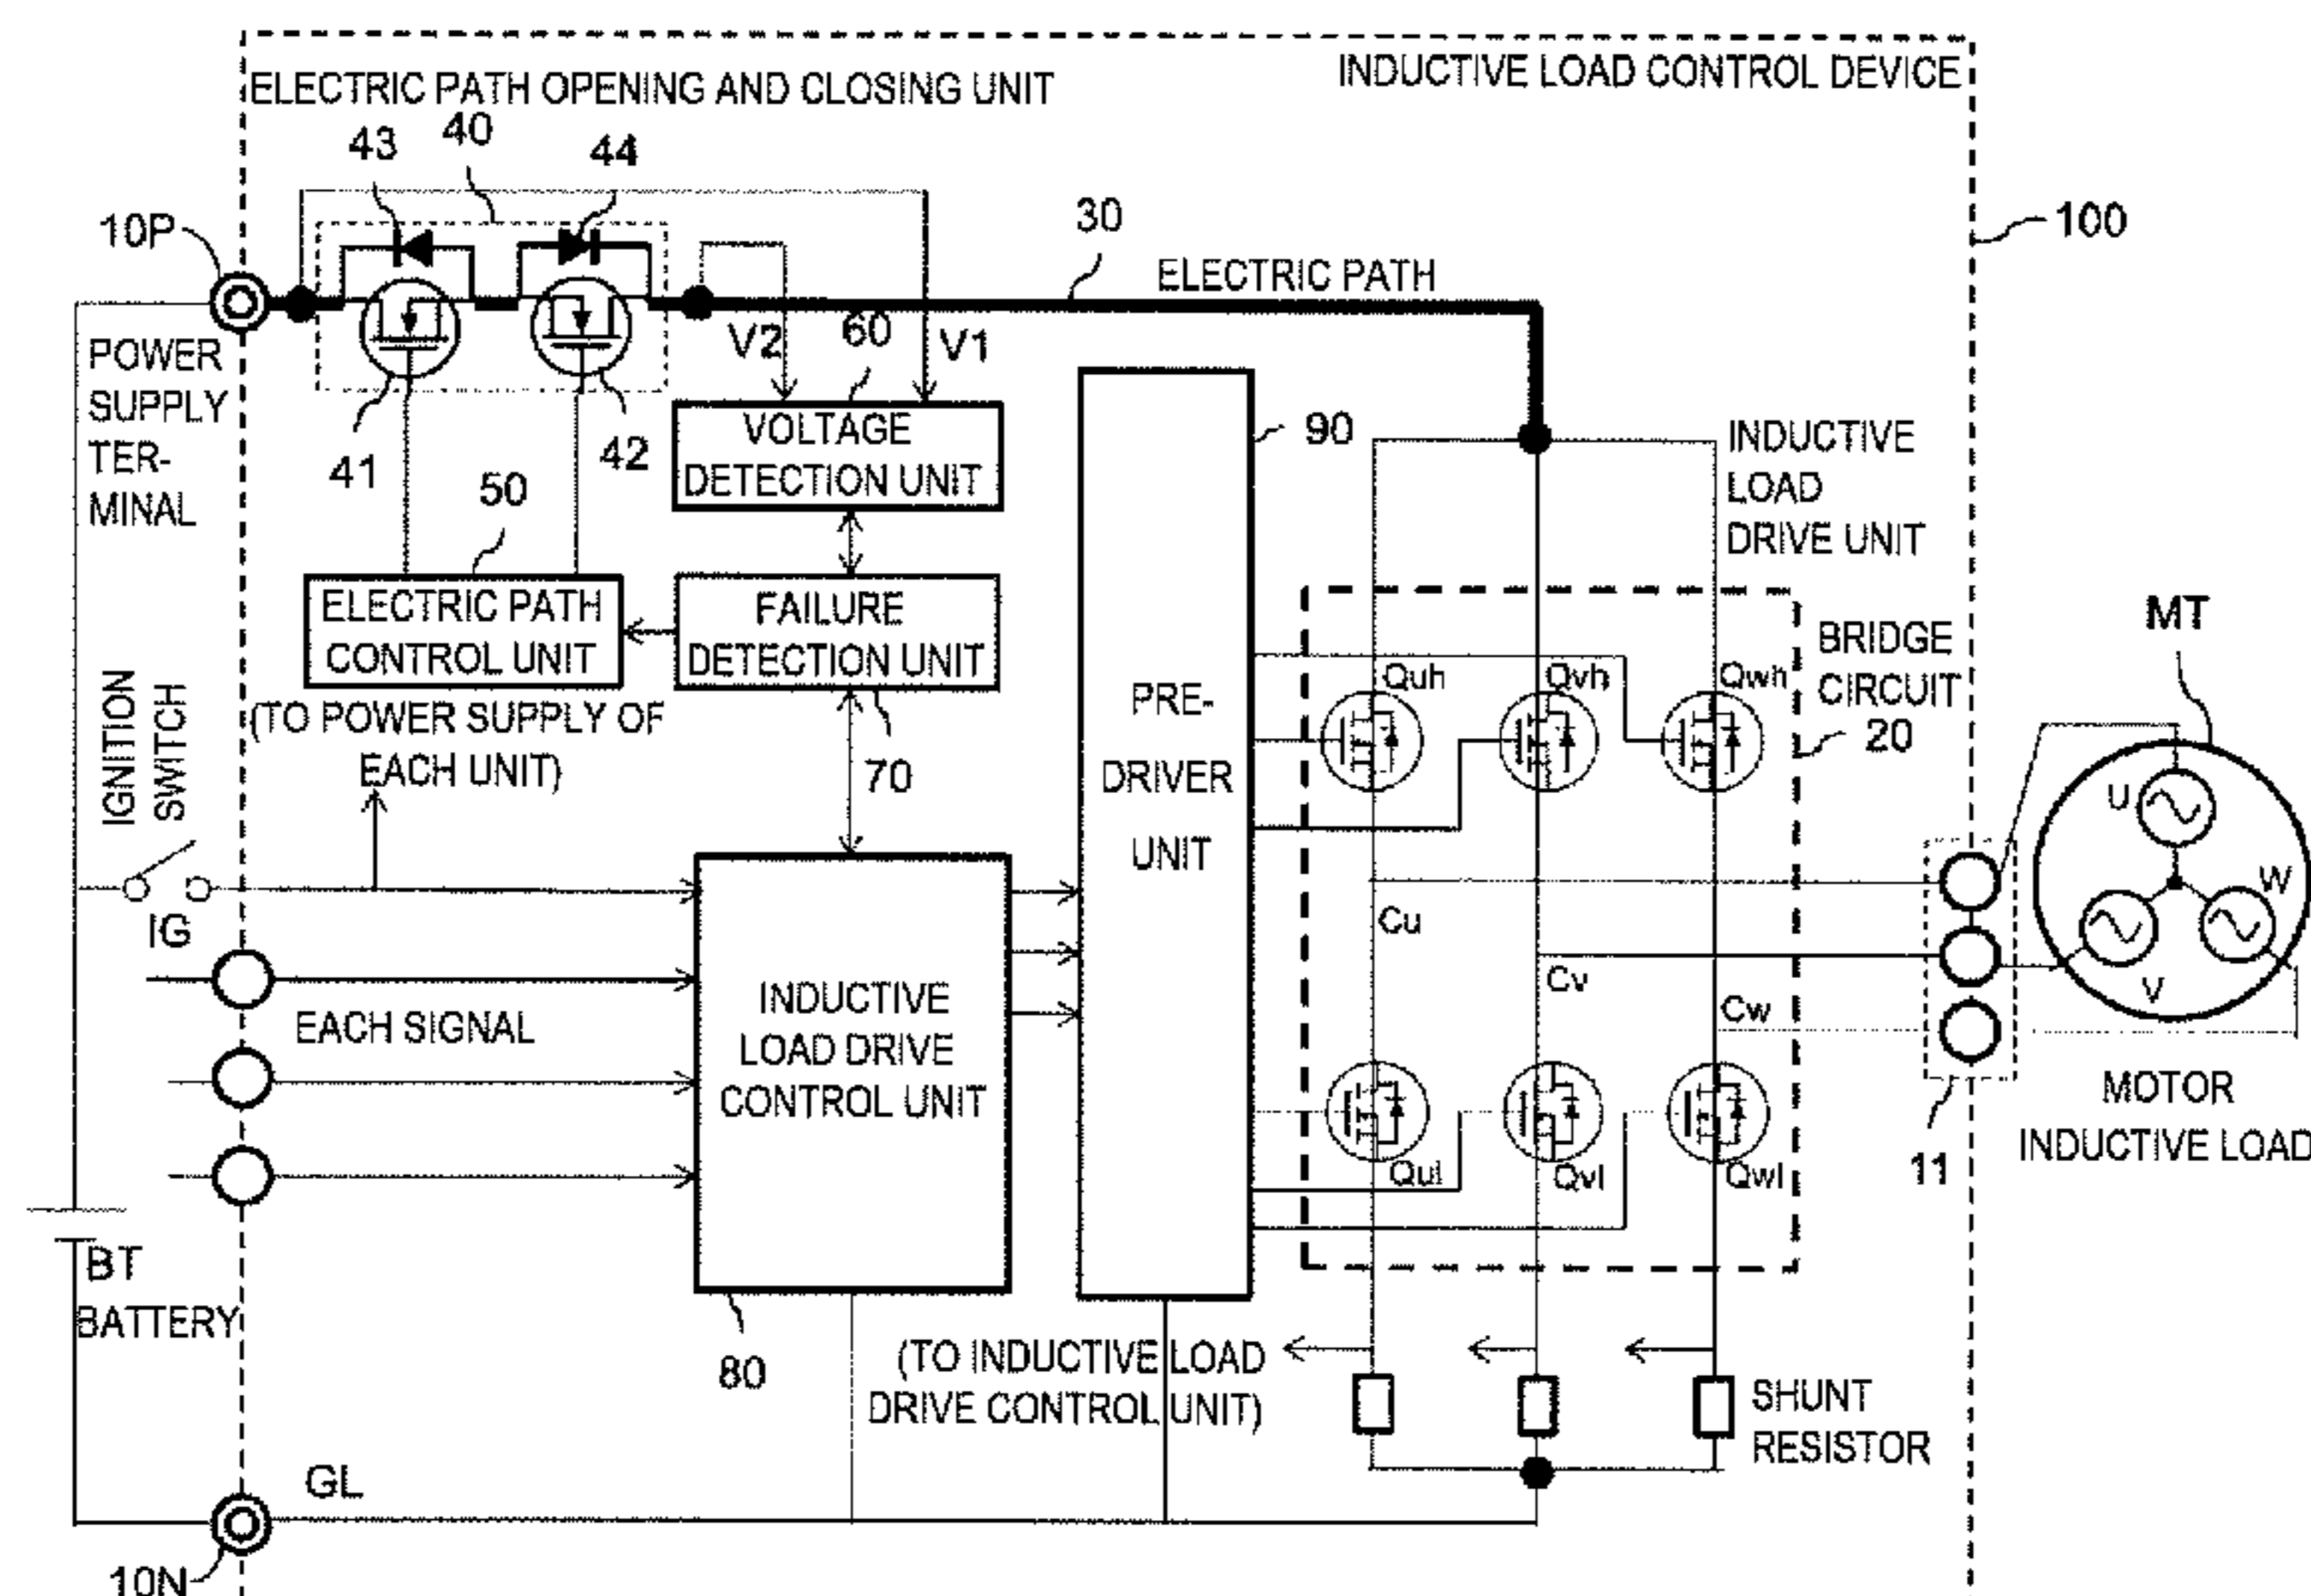 INDUCTIVE LOAD CONTROL DEVICE
ELECTRIC PATH OPENING AND CLOSING UNIT
43
40
44
10P
30
100
ELECTRIC PATH
V2
60
V1
POWER
SUPPLY
TER-
MINAL
41
42
50
VOLTAGE
DETECTION UNIT
90
INDUCTIVE
LOAD
DRIVE UNIT
ELECTRIC PATH
CONTROL UNIT
FAILURE
DETECTION UNIT
BRIDGE
CIRCUIT
20
MT
IGNITION
SWITCH
(TO POWER SUPPLY OF
EACH UNIT)
70
PRE-
DRIVER
UNIT
Quh
Qvh
Qwh
U
W
V
IG
Cu
Cv
Cw
EACH SIGNAL
INDUCTIVE
LOAD DRIVE
CONTROL UNIT
Qul
Qvl
Qwl
11
MOTOR
INDUCTIVE LOAD
BT
BATTERY
80
(TO INDUCTIVE LOAD
DRIVE CONTROL UNIT)
SHUNT
RESISTOR
GL
10N